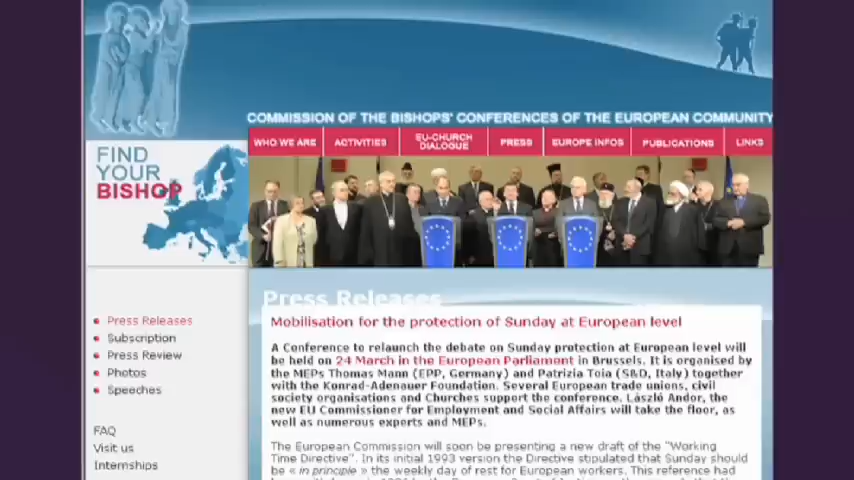 COMMISSION OF THE BISHOPS' CONFERENCES OF THE EUROPEAN COMMUNITY
WHO WE ARE
ACTIVITIES
EU-CHURCH
DIALOGUE
PRESS
EUROPE INFOS
PUBLICATIONS
LINKS
FIND
YOUR
BISHOP
Press Releases
Subscription
Press Review
Photos
Speeches
FAQ
Visit us
Internships
Press Releases
Mobilisation for the protection of Sunday at European level
A Conference to relaunch the debate on Sunday protection at European level will
be held on 24 March in the European Parliament in Brussels. It is organised by
the MEPs Thomas Mann (EPP, Germany) and Patrizia Toia (S&D, Italy) together
with the Konrad-Adenauer Foundation. Several European trade unions, civil
society organisations and Churches support the conference. László Andor, the
new EU Commissioner for Employment and Social Affairs will take the floor, as
well as numerous experts and MEPs.
The European Commission will soon be presenting a new draft of the "Working
Time Directive". In its initial 1993 version the Directive stipulated that Sunday should
be « in principle » the weekly day of rest for European workers. This reference had